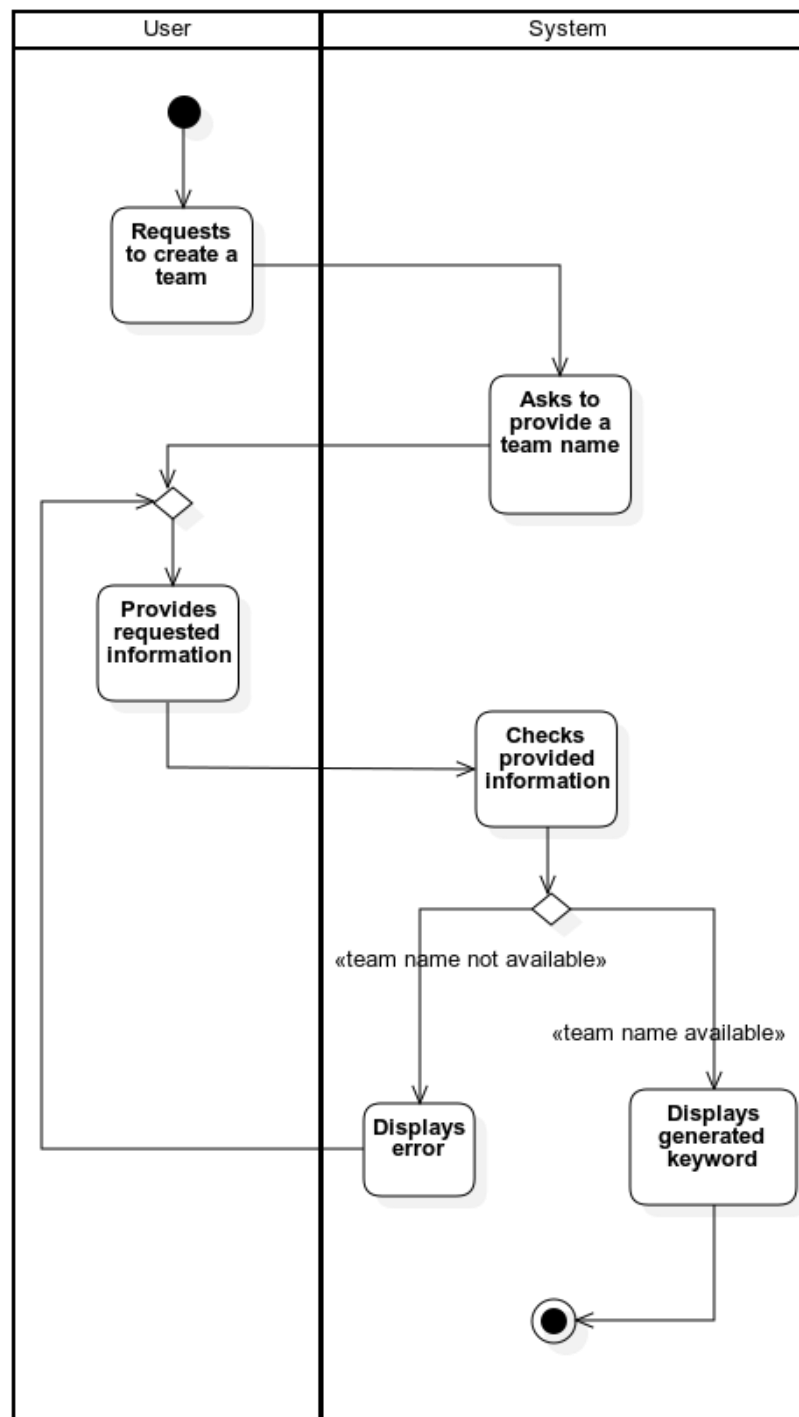 User
System
Requests
to create a
team
Asks to
provide a
team name
Provides
requested
information
Checks
provided
information
«team name not available»
«team name available»
Displays
error
Displays
generated
keyword